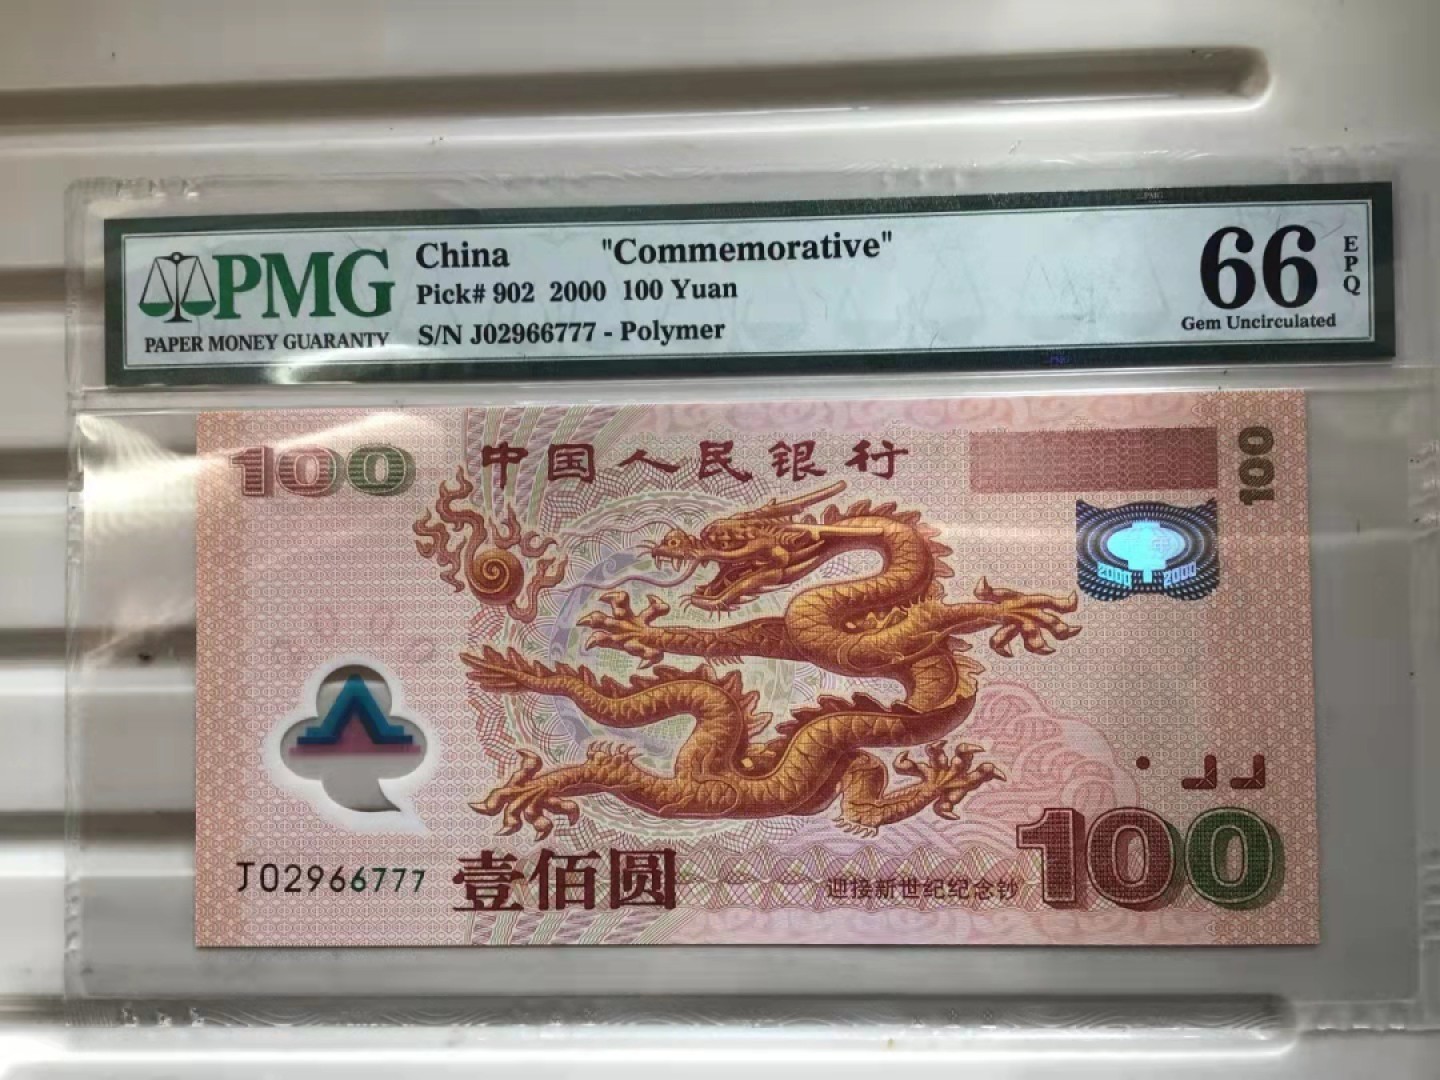 PMG
PAPER MONEY GUARANTY
China "Commemorative"
Pick# 902 2000 100 Yuan
S/N J02966777 - Polymer
66
EPQ
Gem Uncirculated
100
中国人民银行
100
2000 2000
J02966777
壹佰圆
迎接新世纪纪念钞
100